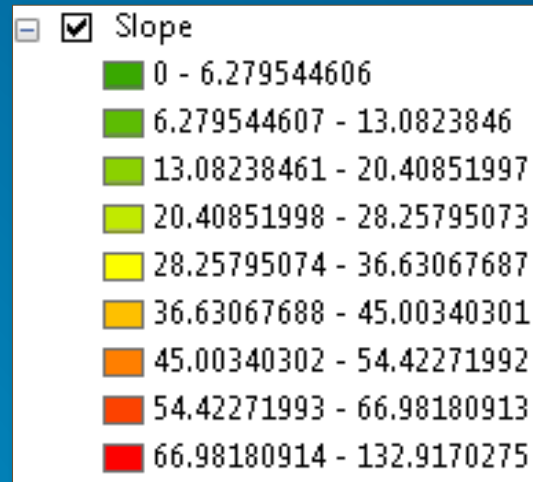 Slope
0 - 6.279544606
6.279544607 - 13.0823846
13.08238461 - 20.40851997
20.40851998 - 28.25795073
28.25795074 - 36.63067687
36.63067688 - 45.00340301
45.00340302 - 54.42271992
54.42271993 - 66.98180913
66.98180914 - 132.9170275